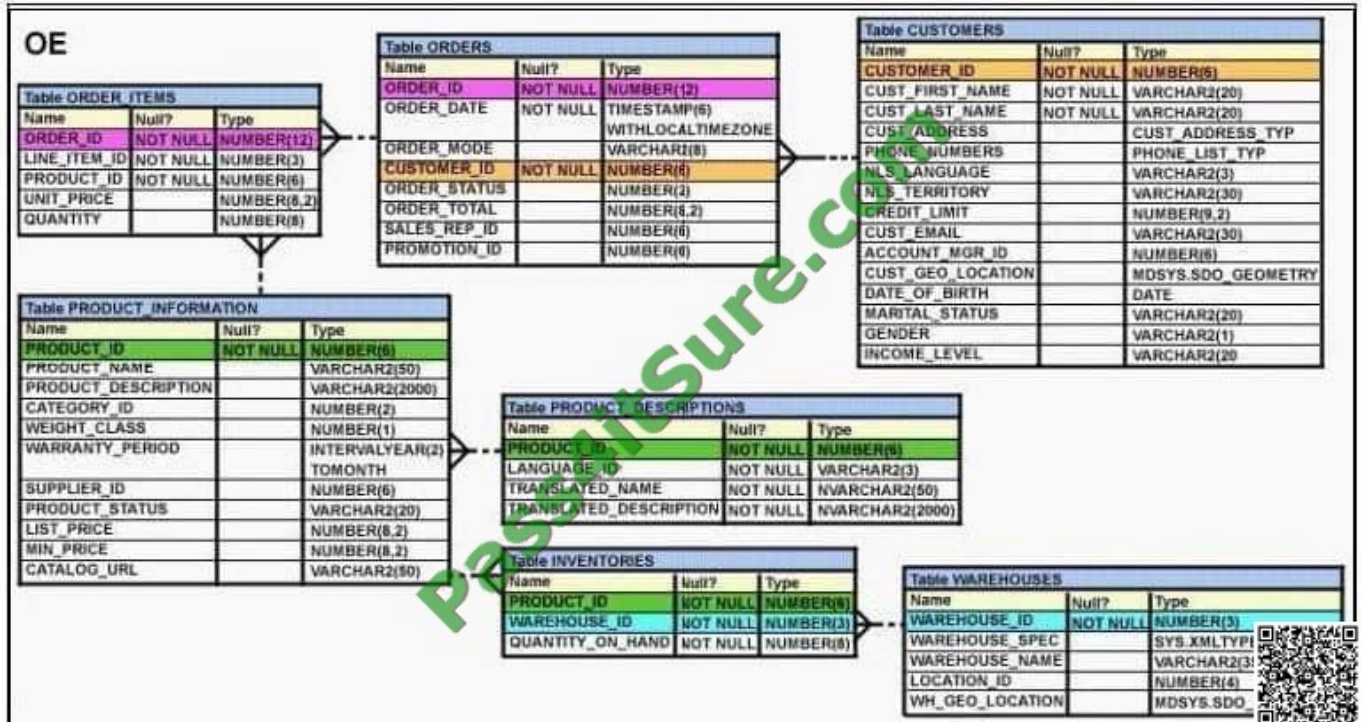 OE
Table ORDER_ITEMS
Name Null? Type
ORDER_ID NOT NULL NUMBER(12)
LINE_ITEM_ID NOT NULL NUMBER(3)
PRODUCT_ID NOT NULL NUMBER(6)
UNIT_PRICE NUMBER(8,2)
QUANTITY NUMBER(8)
Table ORDERS
Name Null? Type
ORDER_ID NOT NULL NUMBER(12)
ORDER_DATE NOT NULL TIMESTAMP(6)
WITHLOCALTIMEZONE
ORDER_MODE VARCHAR2(8)
CUSTOMER_ID NOT NULL NUMBER(6)
ORDER_STATUS NUMBER(2)
ORDER_TOTAL NUMBER(8,2)
SALES_REP_ID NUMBER(6)
PROMOTION_ID NUMBER(6)
Table CUSTOMERS
Name Null? Type
CUSTOMER_ID NOT NULL NUMBER(6)
CUST_FIRST_NAME NOT NULL VARCHAR2(20)
CUST_LAST_NAME NOT NULL VARCHAR2(20)
CUST_ADDRESS CUST_ADDRESS_TYP
PHONE_NUMBERS PHONE_LIST_TYP
NLS_LANGUAGE VARCHAR2(3)
NLS_TERRITORY VARCHAR2(30)
CREDIT_LIMIT NUMBER(9,2)
CUST_EMAIL VARCHAR2(30)
ACCOUNT_MGR_ID NUMBER(6)
CUST_GEO_LOCATION MDSYS.SDO_GEOMETRY
DATE_OF_BIRTH DATE
MARITAL_STATUS VARCHAR2(20)
GENDER VARCHAR2(1)
INCOME_LEVEL VARCHAR2(20
Table PRODUCT_INFORMATION
Name Null? Type
PRODUCT_ID NOT NULL NUMBER(6)
PRODUCT_NAME VARCHAR2(50)
PRODUCT_DESCRIPTION VARCHAR2(2000)
CATEGORY_ID NUMBER(2)
WEIGHT_CLASS NUMBER(1)
WARRANTY_PERIOD INTERVALYEAR(2)
TOMONTH
SUPPLIER_ID NUMBER(6)
PRODUCT_STATUS VARCHAR2(20)
LIST_PRICE NUMBER(8,2)
MIN_PRICE NUMBER(8,2)
CATALOG_URL VARCHAR2(50)
Table PRODUCT_DESCRIPTIONS
Name Null? Type
PRODUCT_ID NOT NULL NUMBER(6)
LANGUAGE_ID NOT NULL VARCHAR2(3)
TRANSLATED_NAME NOT NULL NVARCHAR2(50)
TRANSLATED_DESCRIPTION NOT NULL NVARCHAR2(2000)
Table INVENTORIES
Name Null? Type
PRODUCT_ID NOT NULL NUMBER(6)
WAREHOUSE_ID NOT NULL NUMBER(3)
QUANTITY_ON_HAND NOT NULL NUMBER(8)
Table WAREHOUSES
Name Null? Type
WAREHOUSE_ID NOT NULL NUMBER(3)
WAREHOUSE_SPEC
WAREHOUSE_NAME
LOCATION_ID NUMBER(4)
WH_GEO_LOCATION
Pass4itSure.com